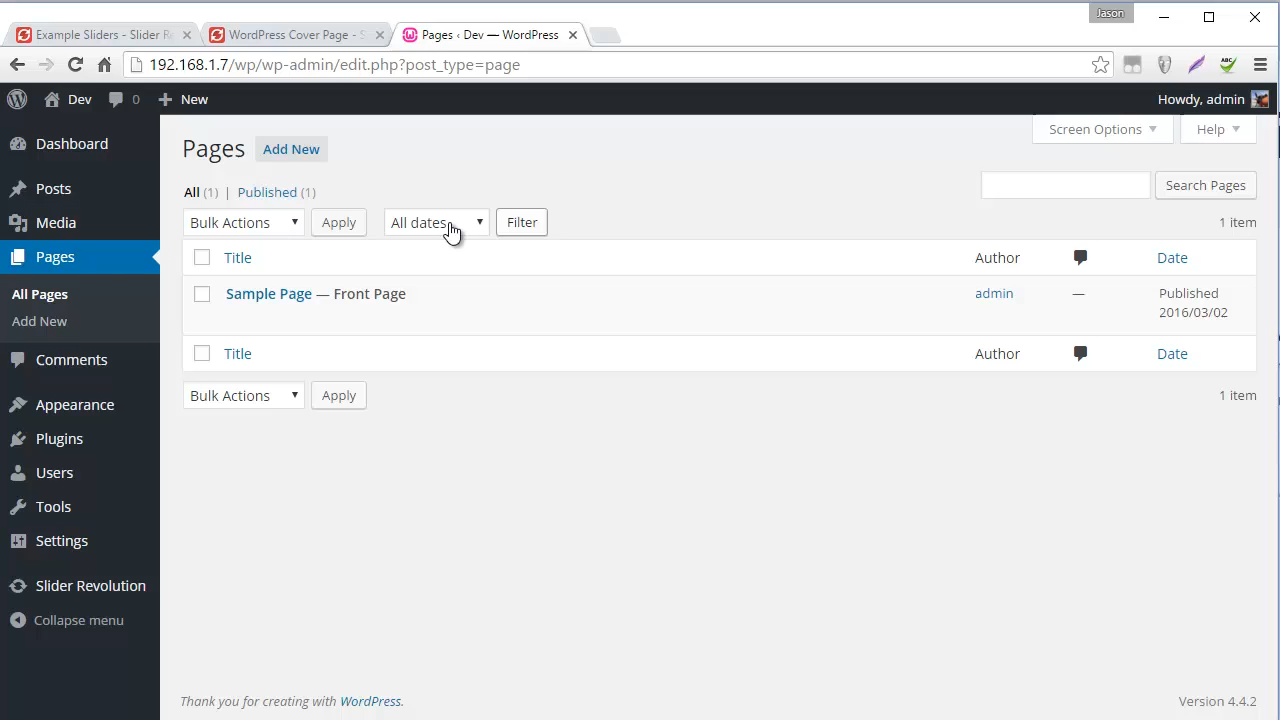 Jason
Example Sliders - Slider R
WordPress Cover Page - S
Pages ‹ Dev — WordPress
192.168.1.7/wp/wp-admin/edit.php?post_type=page
ABC
Dev
0
New
Howdy, admin
Screen Options
Help
Dashboard
Posts
Media
Pages
All Pages
Add New
Comments
Appearance
Plugins
Users
Tools
Settings
Slider Revolution
Collapse menu
Pages Add New
All (1) | Published (1)
Search Pages
Bulk Actions Apply All dates Filter 1 item
Title Author Date
Sample Page — Front Page admin — Published
2016/03/02
Title Author Date
Bulk Actions Apply 1 item
Thank you for creating with WordPress. Version 4.4.2